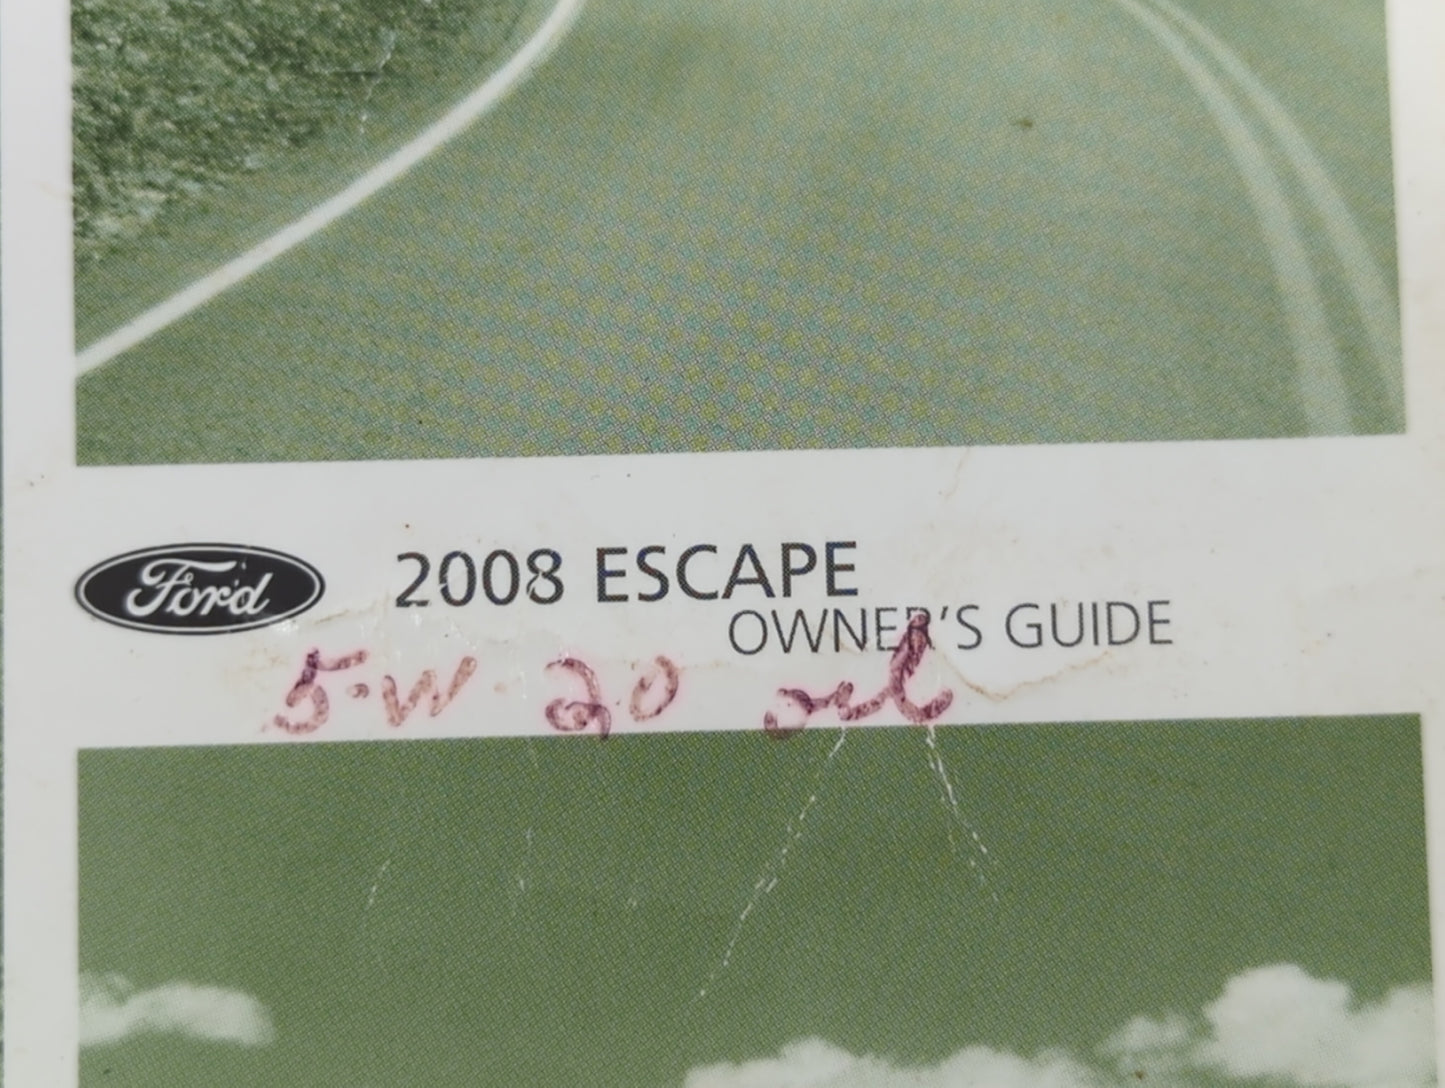 Ford
2008 ESCAPE
OWNER'S GUIDE
5-W-20 oil